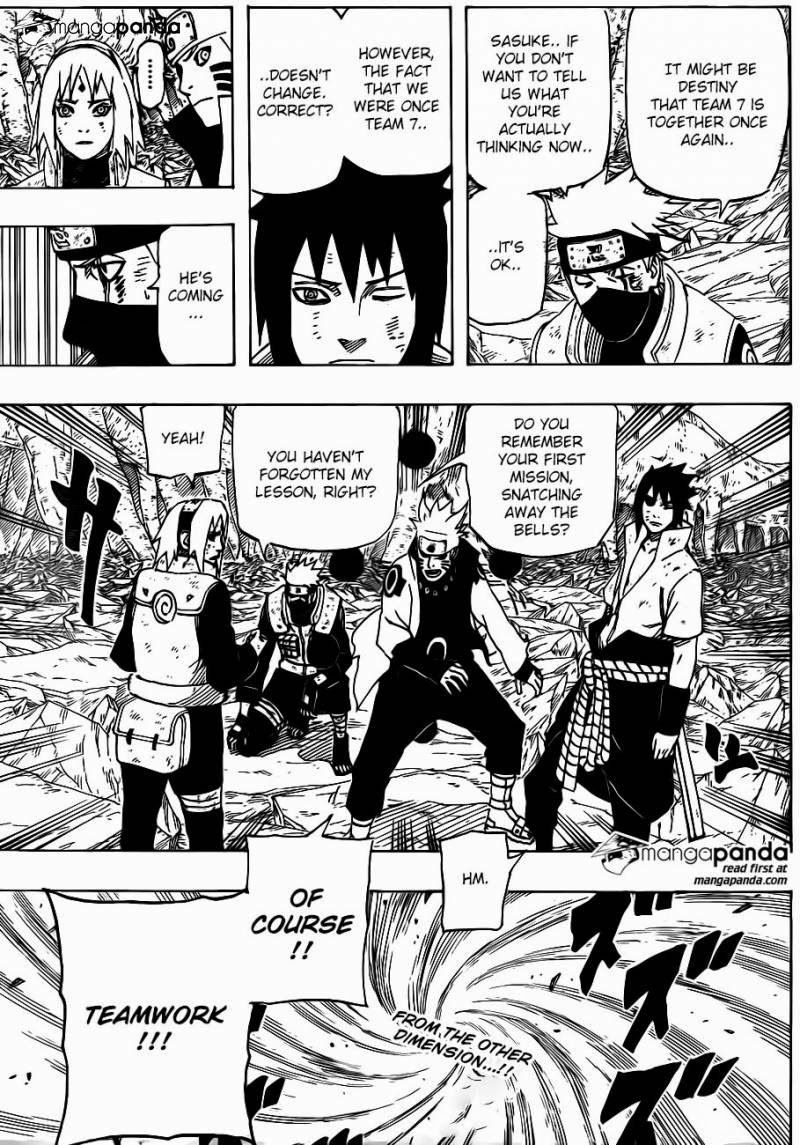 IT MIGHT BE
DESTINY
THAT TEAM 7 IS
TOGETHER ONCE
AGAIN..
SASUKE.. IF
YOU DON'T
WANT TO TELL
US WHAT
YOU'RE
ACTUALLY
THINKING NOW..
..IT'S
OK..
HOWEVER,
THE FACT
THAT WE
WERE ONCE
TEAM 7..
..DOESN'T
CHANGE.
CORRECT?
mangapanda
HE'S
COMING
...
DO YOU
REMEMBER
YOUR FIRST
MISSION,
SNATCHING
AWAY THE
BELLS?
YOU HAVEN'T
FORGOTTEN MY
LESSON, RIGHT?
YEAH!
ザッ
mangapanda
read first at
mangapanda.com
HM.
OF
COURSE
!!
TEAMWORK
!!!
FROM THE OTHER
DIMENSION...!!